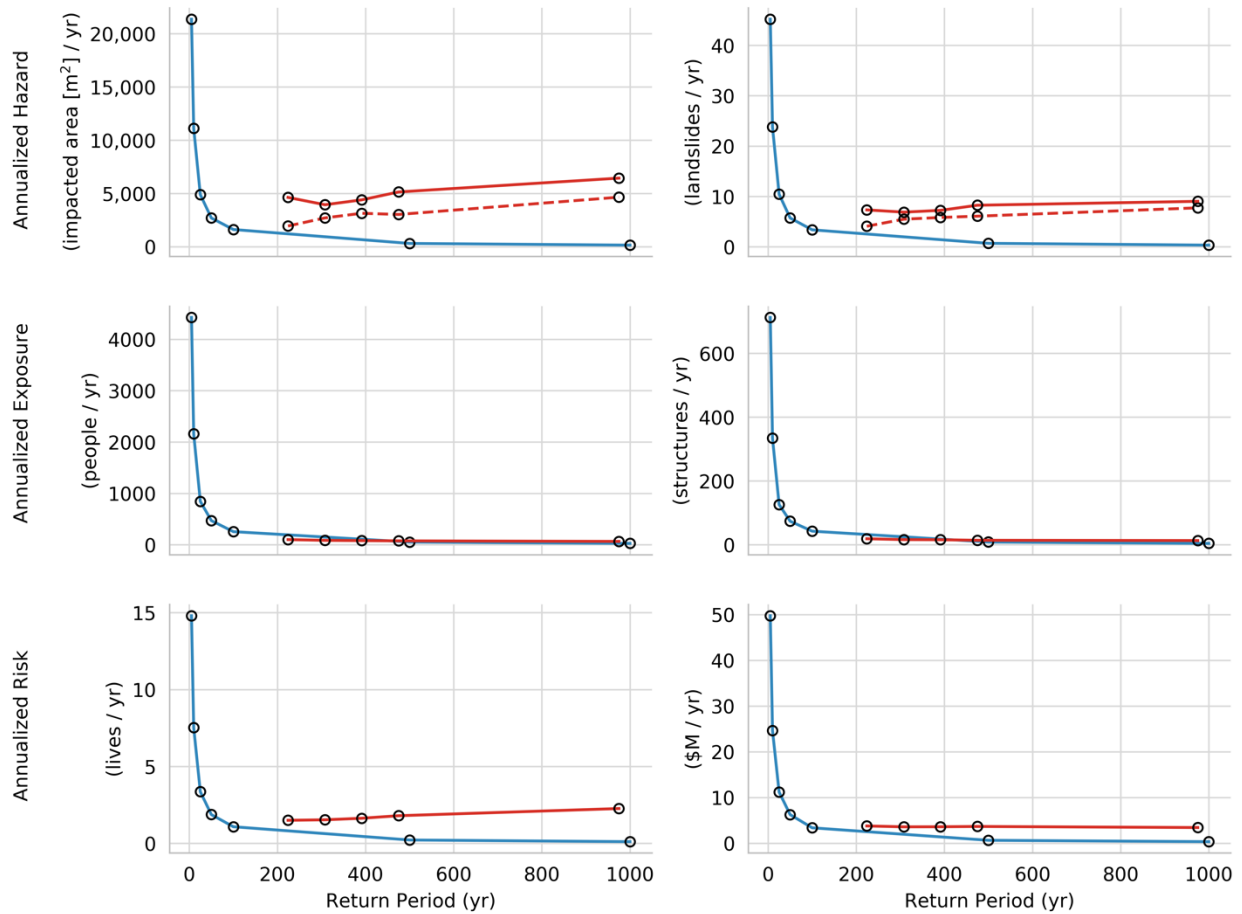 Annualized Hazard
(impacted area [m²] / yr)
20,000
15,000
10,000
5,000
0
(landslides / yr)
40
30
20
10
0
Annualized Exposure
(people / yr)
4000
3000
2000
1000
0
(structures / yr)
600
400
200
0
Annualized Risk
(lives / yr)
15
10
5
0
0 200 400 600 800 1000
Return Period (yr)
($M / yr)
50
40
30
20
10
0
0 200 400 600 800 1000
Return Period (yr)